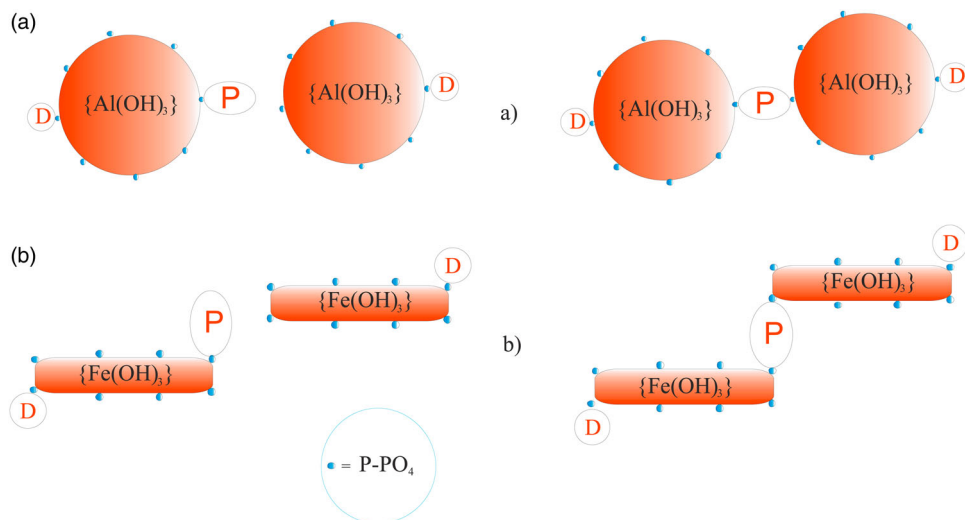 (a)
{Al(OH)₃}
P
D
{Al(OH)₃}
D
a)
{Al(OH)₃}
P
D
{Al(OH)₃}
D
(b)
D
{Fe(OH)₃}
P
{Fe(OH)₃}
D
b)
D
{Fe(OH)₃}
P
{Fe(OH)₃}
D
= P-PO₄